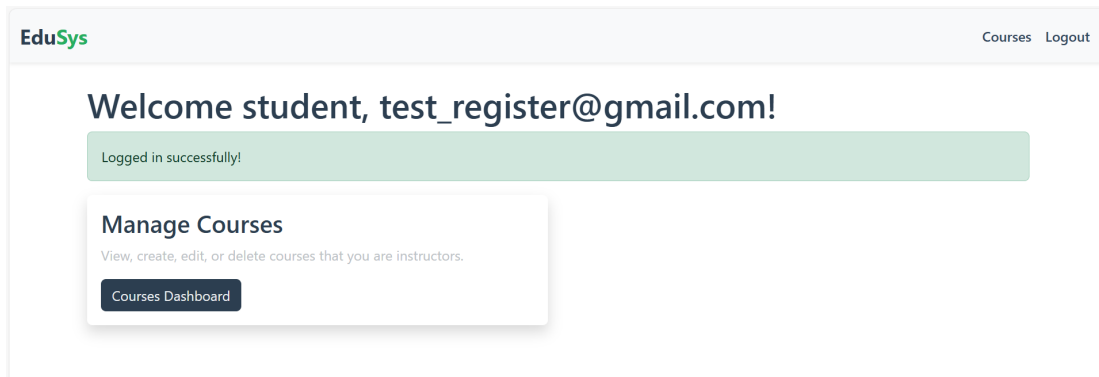 EduSys
Courses Logout
Welcome student, test_register@gmail.com!
Logged in successfully!
Manage Courses
View, create, edit, or delete courses that you are instructors.
Courses Dashboard